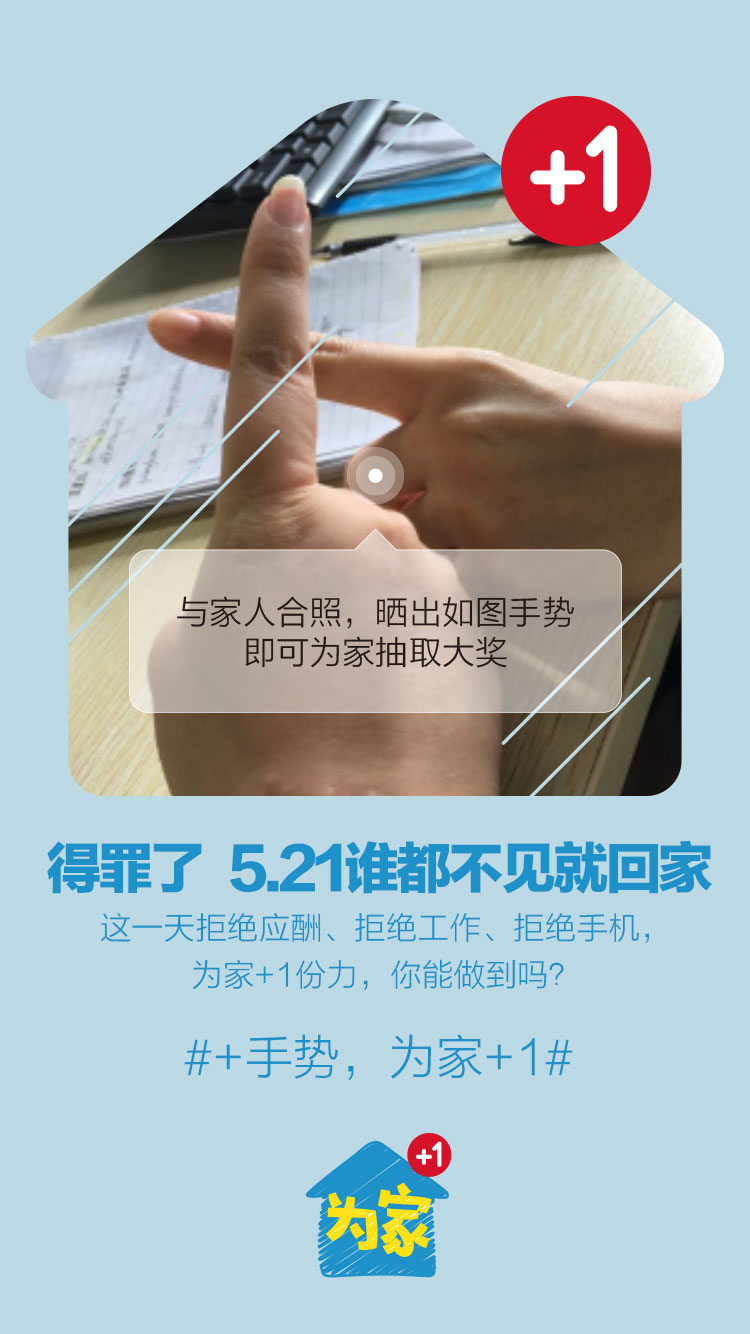 +1
与家人合照，晒出如图手势
即可为家抽取大奖
得罪了 5.21谁都不见就回家
这一天拒绝应酬、拒绝工作、拒绝手机，
为家+1份力，你能做到吗？
#+手势，为家+1#
+1
为家